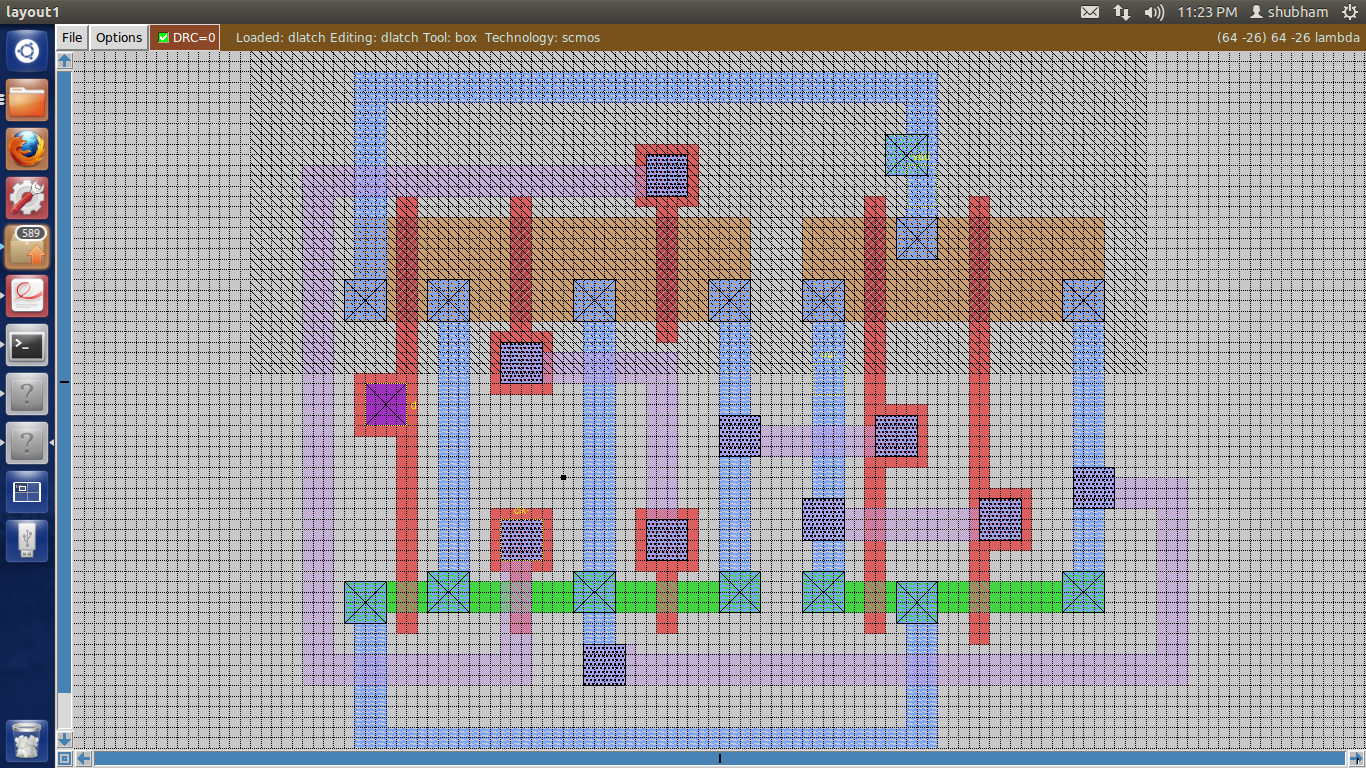 layout1
11:23 PM
shubham
File
Options
DRC=0
Loaded: dlatch Editing: dlatch Tool: box Technology: scmos
(64 -26) 64 -26 lambda
589
d